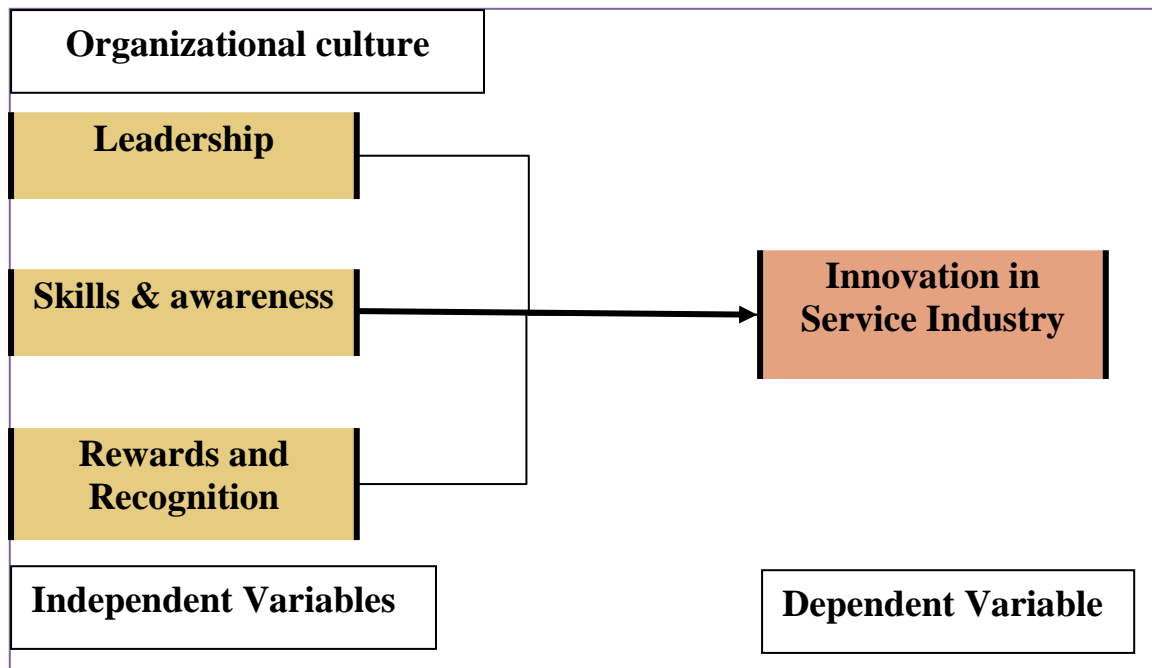 Organizational culture
Leadership
Skills & awareness
Innovation in
Service Industry
Rewards and
Recognition
Independent Variables
Dependent Variable